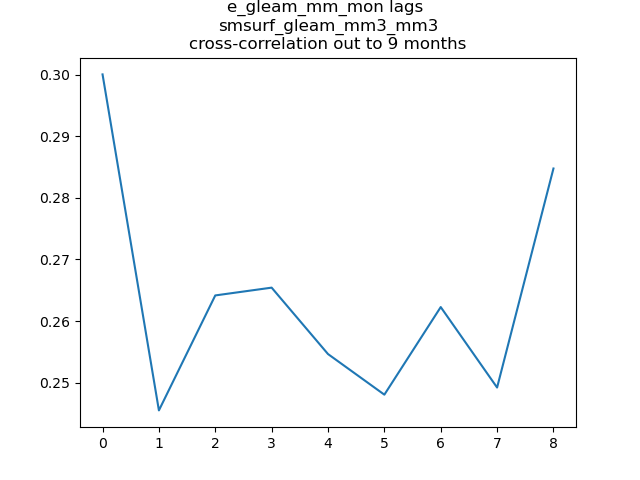 e_gleam_mm_mon lags
smsurf_gleam_mm3_mm3
cross-correlation out to 9 months
0.30
0.29
0.28
0.27
0.26
0.25
0 1 2 3 4 5 6 7 8